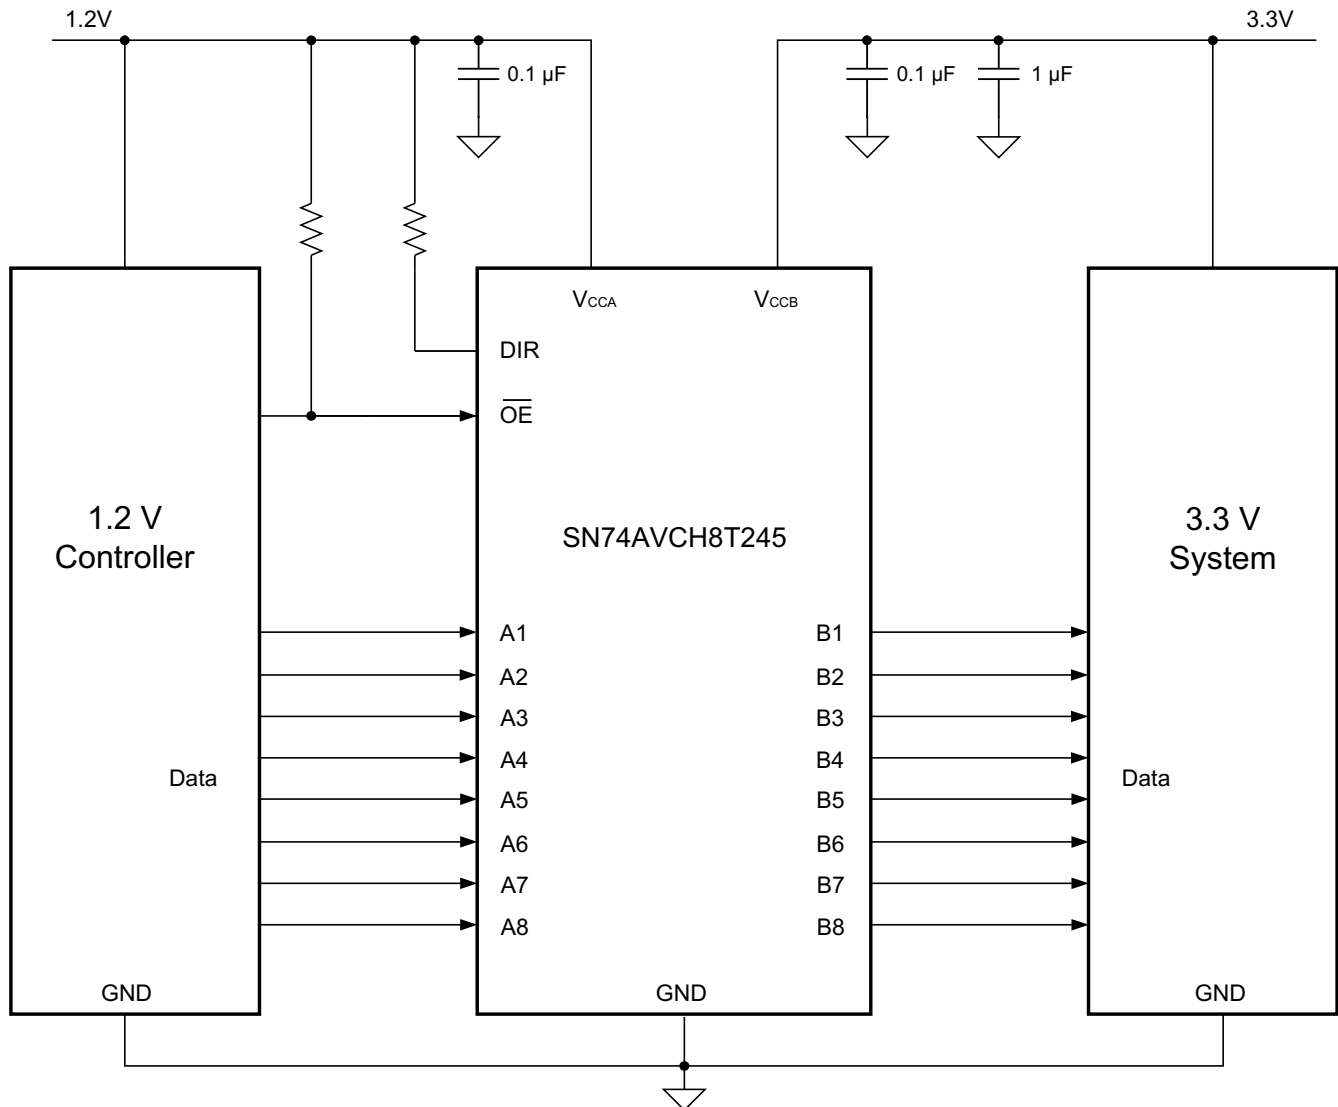 1.2V
3.3V
0.1 µF
0.1 µF
1 µF
VCCA
VCCB
DIR
OE
1.2 V
Controller
SN74AVCH8T245
3.3 V
System
A1
B1
A2
B2
A3
B3
A4
B4
Data
Data
A5
B5
A6
B6
A7
B7
A8
B8
GND
GND
GND